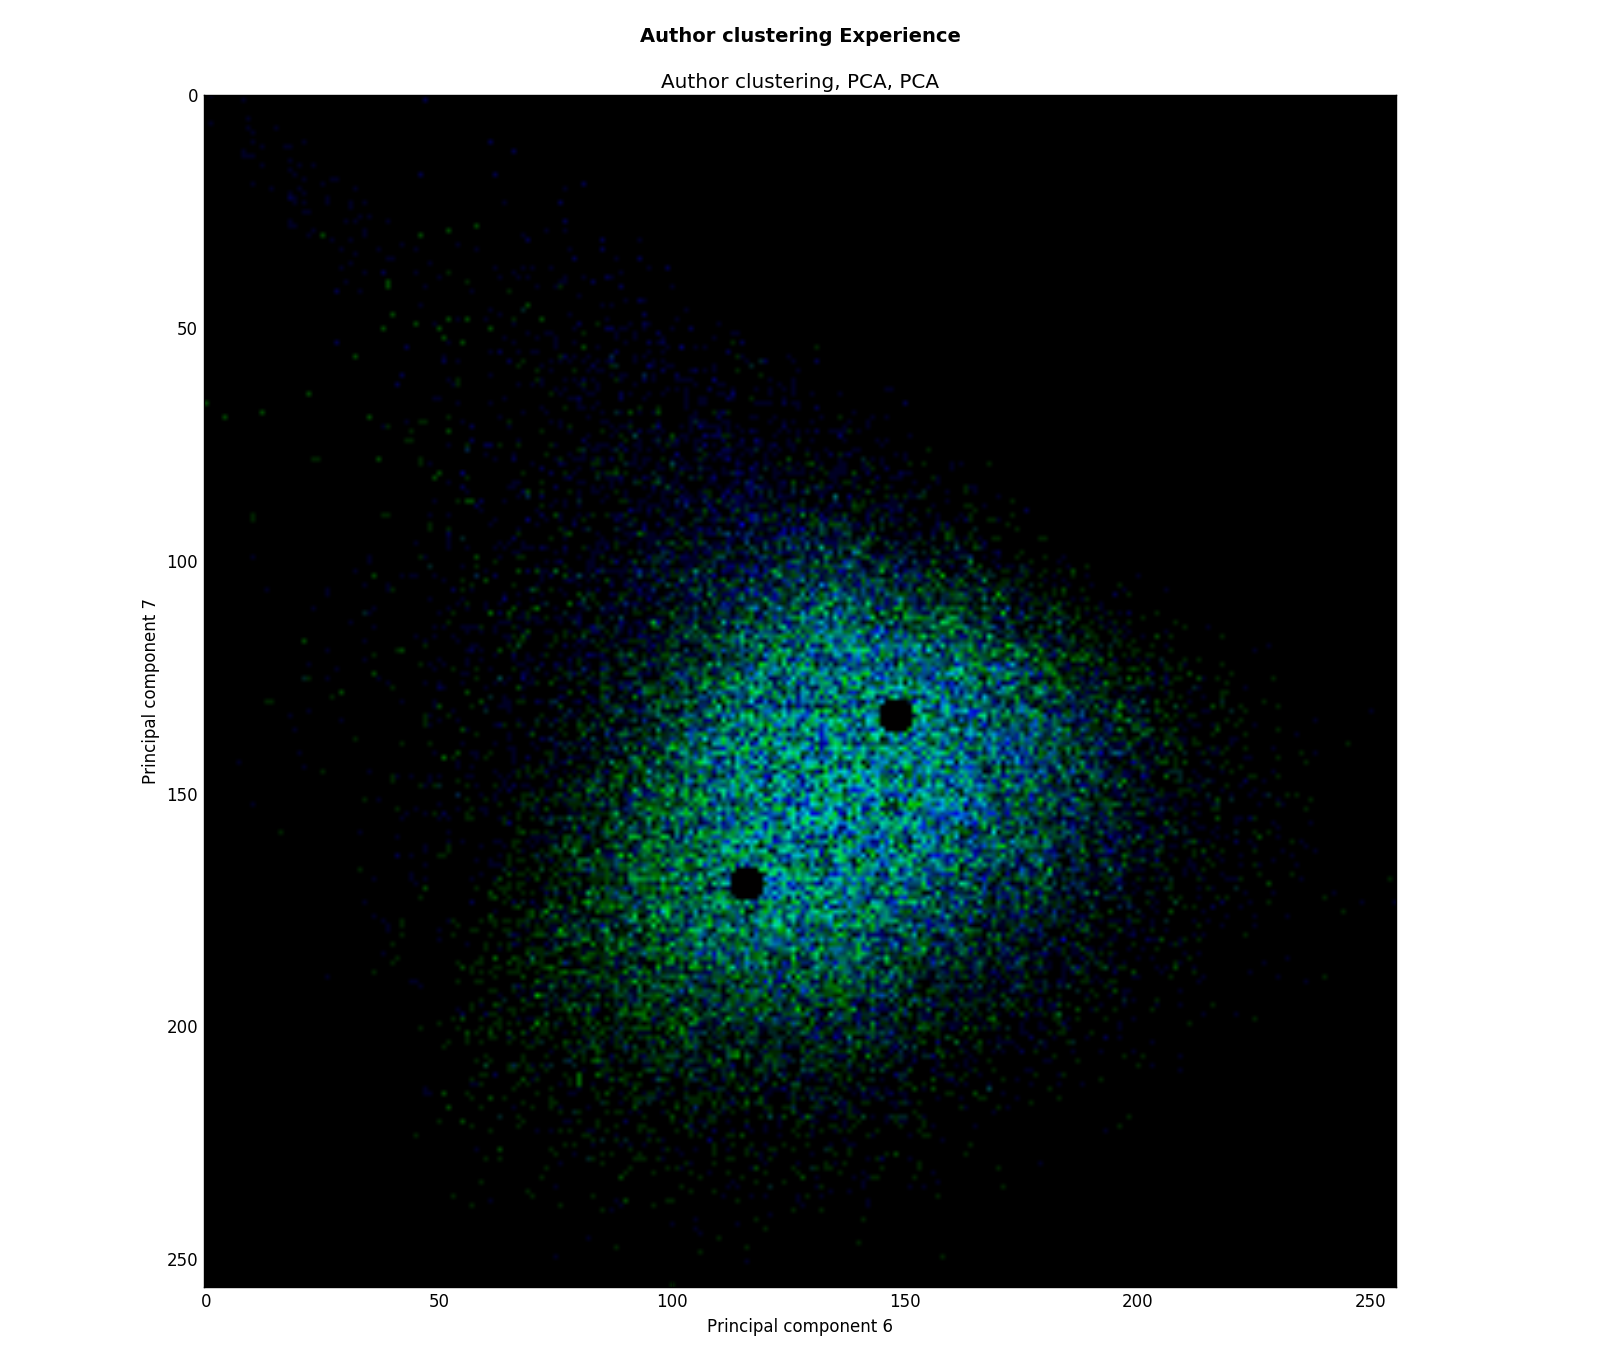 Author clustering Experience
Author clustering, PCA, PCA
0
50
100
150
200
250
Principal component 7
0 50 100 150 200 250
Principal component 6